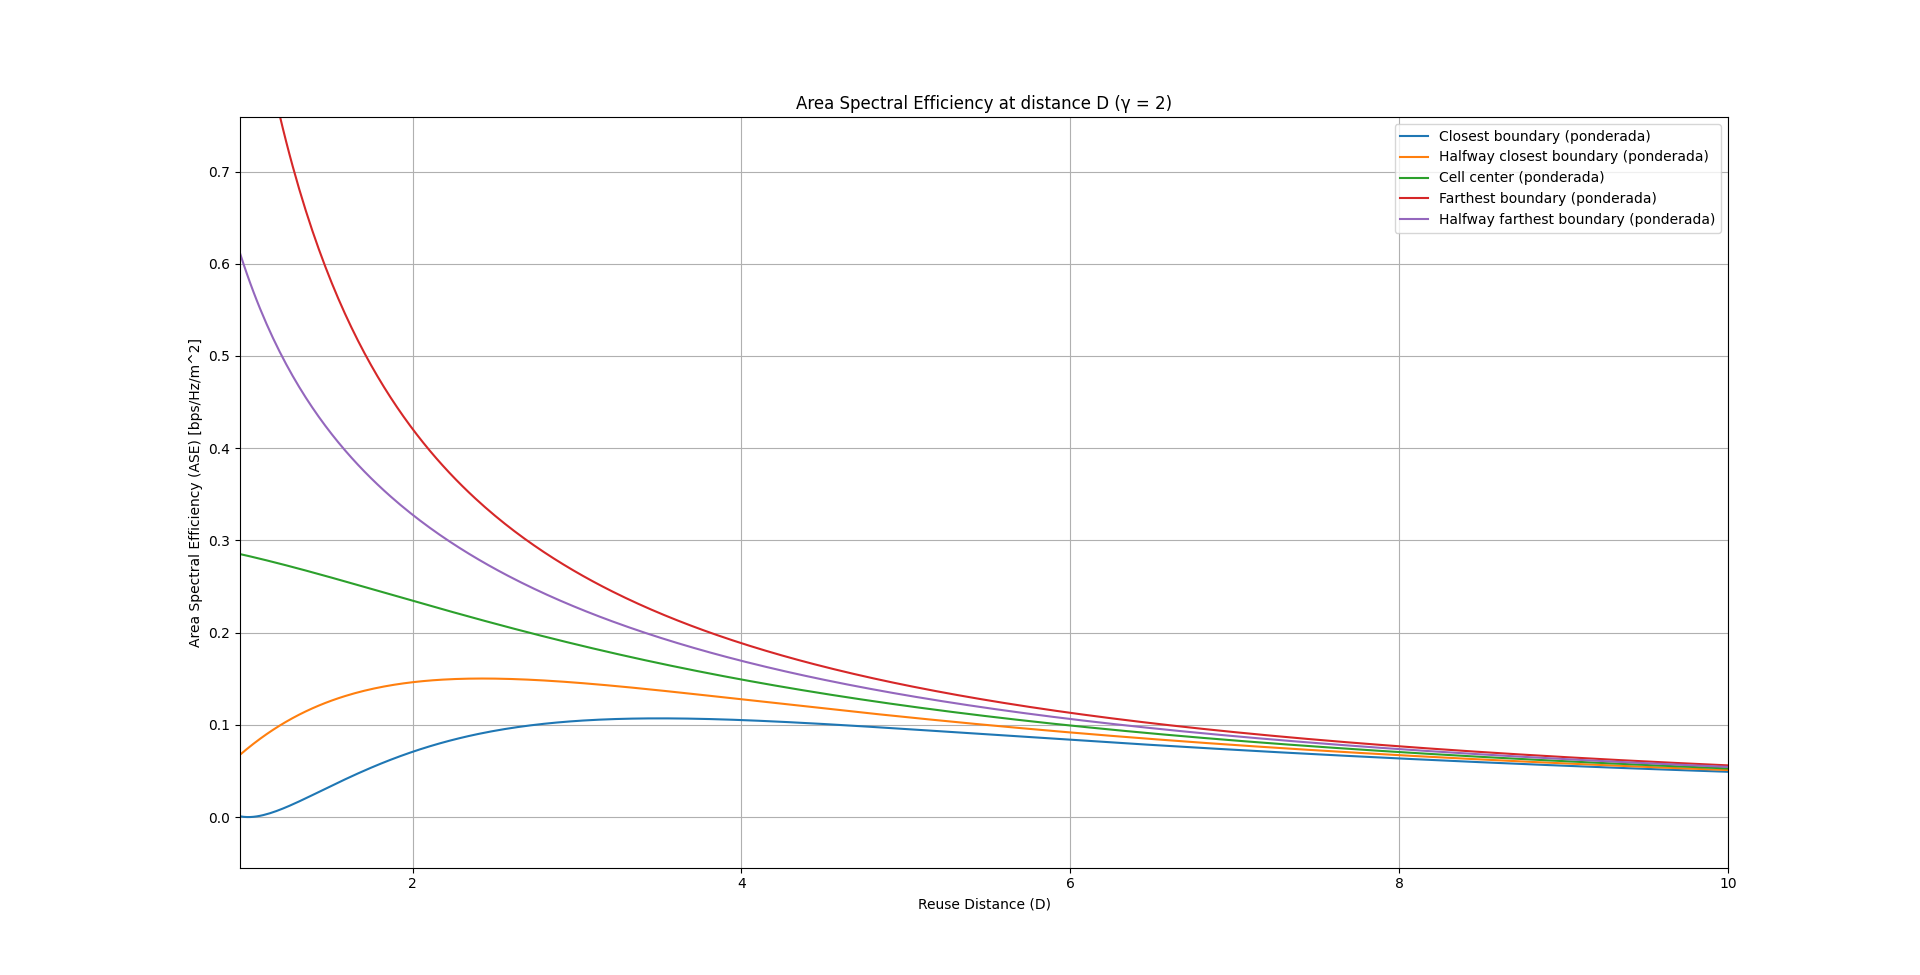 Area Spectral Efficiency at distance D (γ = 2)
Closest boundary (ponderada)
Halfway closest boundary (ponderada)
Cell center (ponderada)
Farthest boundary (ponderada)
Halfway farthest boundary (ponderada)
Area Spectral Efficiency (ASE) [bps/Hz/m^2]
0.7
0.6
0.5
0.4
0.3
0.2
0.1
0.0
2 4 6 8 10
Reuse Distance (D)